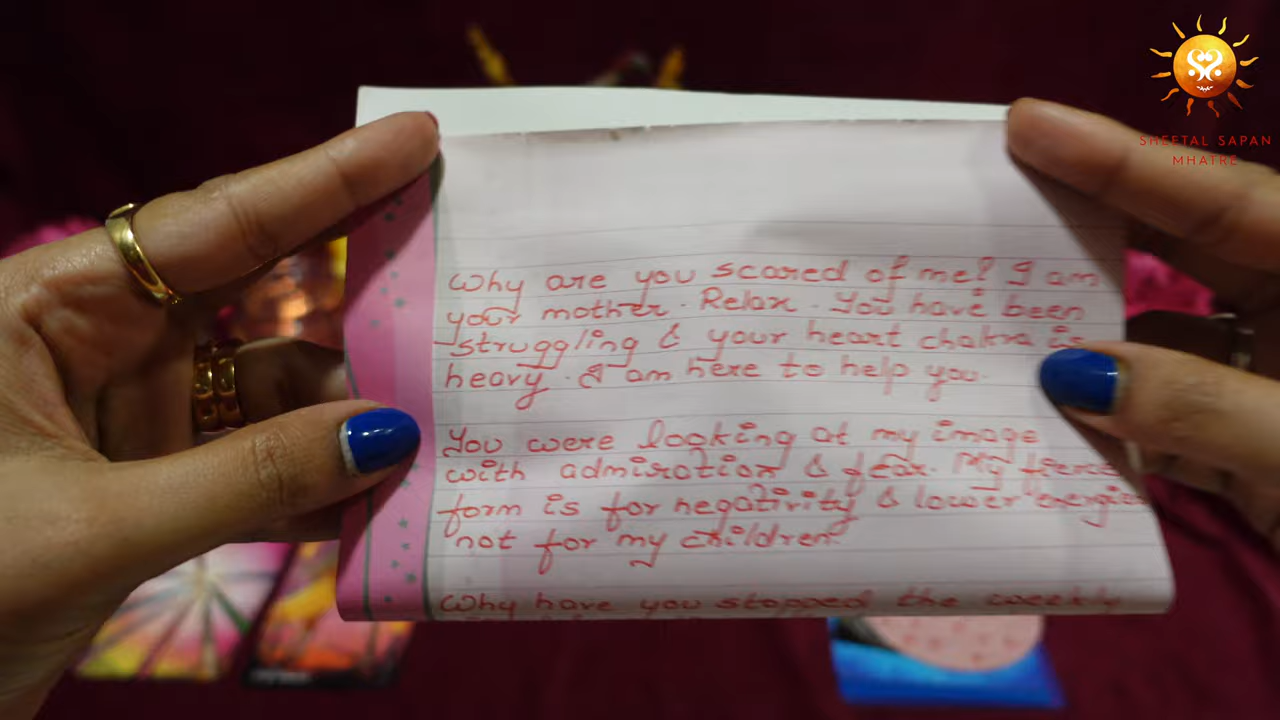 SHEETAL SAPAN
MHATRE
Why are you scared of me? I am
your mother. Relax. You have been
struggling & your heart chakra is
heavy. I am here to help you.
You were looking at my image
with admiration & fear. My fierce
form is for negativity & lower energies
not for my children.
Why have you stopped the weekly